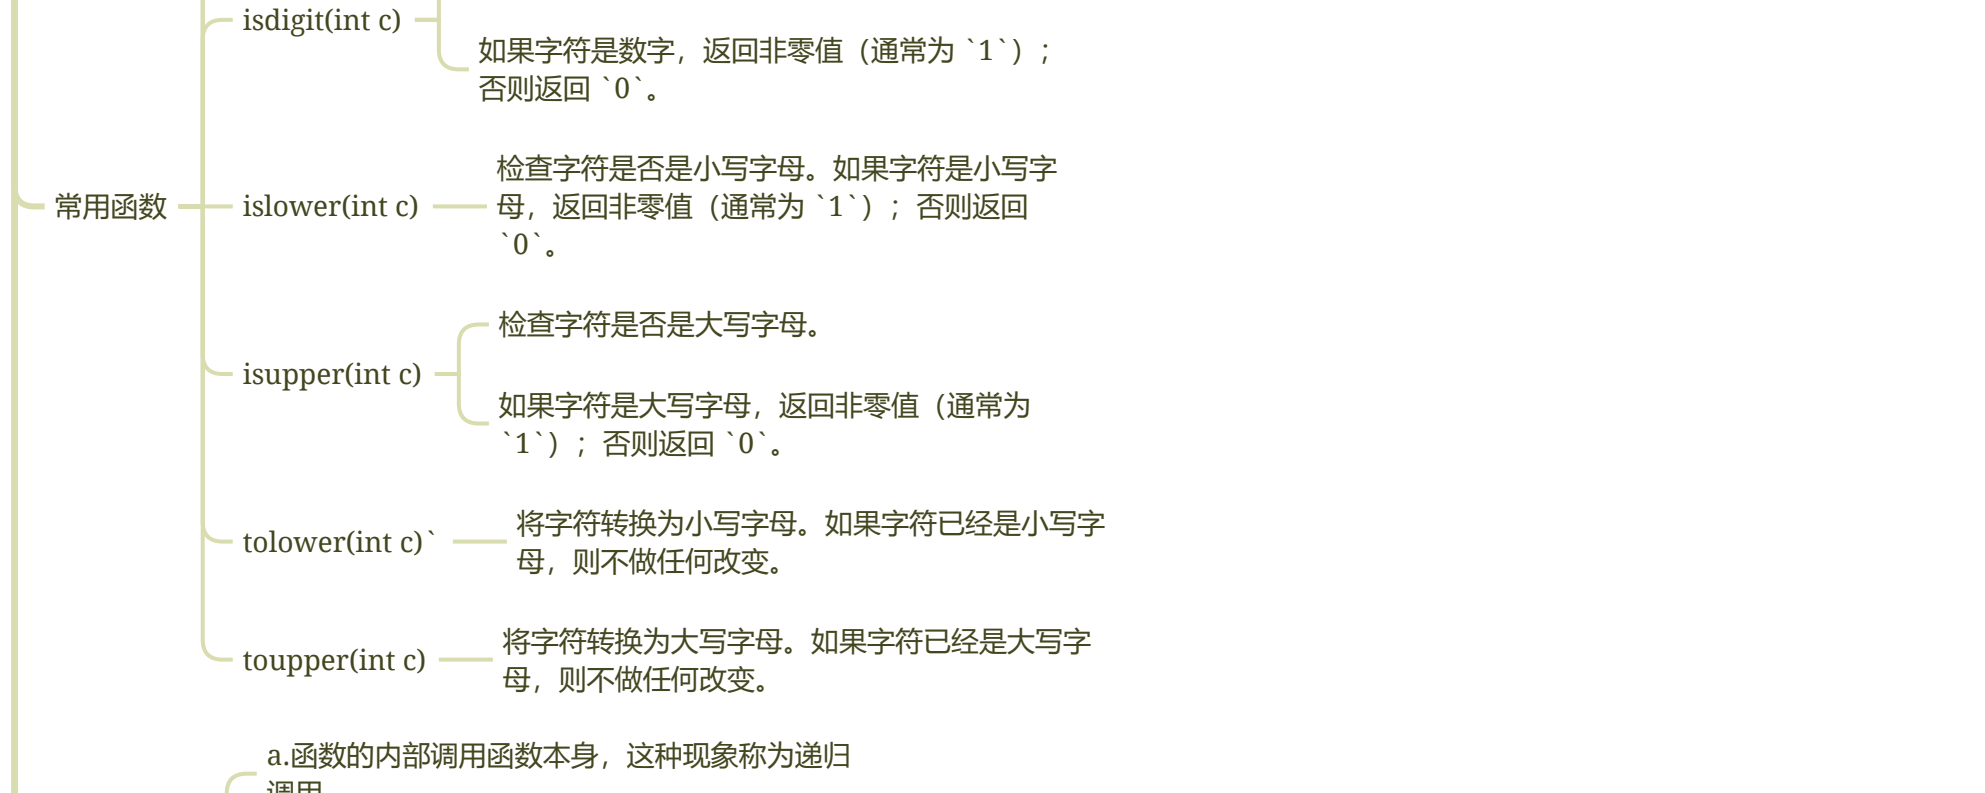 isdigit(int c)
如果字符是数字，返回非零值（通常为 `1`）；
否则返回 `0`。
常用函数
islower(int c)
检查字符是否是小写字母。如果字符是小写字
母，返回非零值（通常为 `1`）；否则返回
`0`。
isupper(int c)
检查字符是否是大写字母。
如果字符是大写字母，返回非零值（通常为
`1`）；否则返回 `0`。
tolower(int c)`
将字符转换为小写字母。如果字符已经是小写字
母，则不做任何改变。
toupper(int c)
将字符转换为大写字母。如果字符已经是大写字
母，则不做任何改变。
a.函数的内部调用函数本身，这种现象称为递归
调用